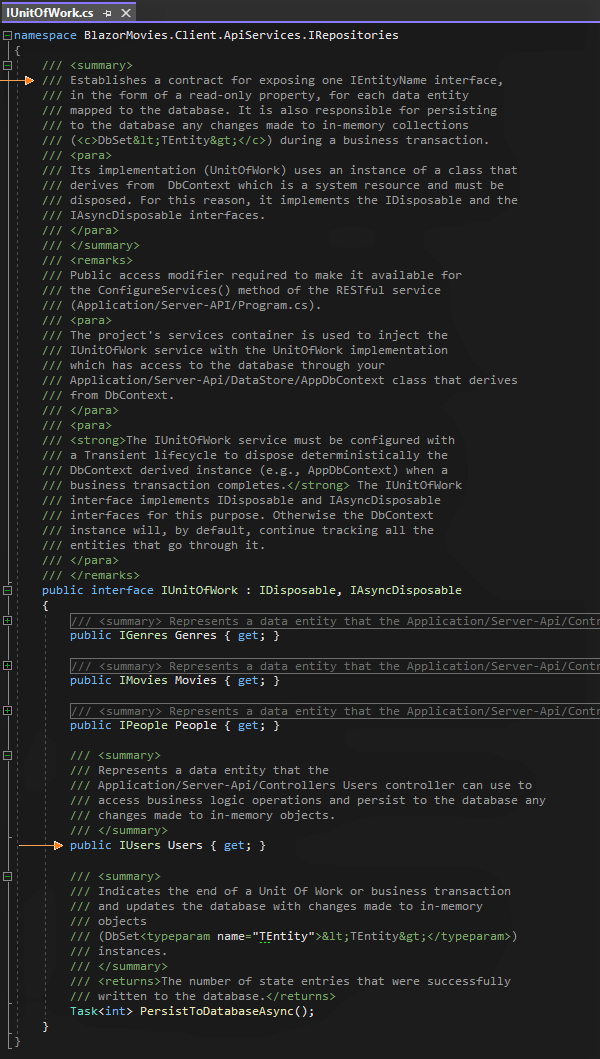 IUnitOfWork.cs
namespace BlazorMovies.Client.ApiServices.IRepositories
{
/// <summary>
/// Establishes a contract for exposing one IEntityName interface,
/// in the form of a read-only property, for each data entity
/// mapped to the database. It is also responsible for persisting
/// to the database any changes made to in-memory collections
/// (<c>DbSet&lt;TEntity&gt;</c>) during a business transaction.
/// <para>
/// Its implementation (UnitOfWork) uses an instance of a class that
/// derives from  DbContext which is a system resource and must be
/// disposed. For this reason, it implements the IDisposable and the
/// IAsyncDisposable interfaces.
/// </para>
/// </summary>
/// <remarks>
/// Public access modifier required to make it available for
/// the ConfigureServices() method of the RESTful service
/// (Application/Server-API/Program.cs).
/// <para>
/// The project's services container is used to inject the
/// IUnitOfWork service with the UnitOfWork implementation
/// which has access to the database through your
/// Application/Server-Api/DataStore/AppDbContext class that derives
/// from DbContext.
/// </para>
/// <para>
/// <strong>The IUnitOfWork service must be configured with
/// a Transient lifecycle to dispose deterministically the
/// DbContext derived instance (e.g., AppDbContext) when a
/// business transaction completes.</strong> The IUnitOfWork
/// interface implements IDisposable and IAsyncDisposable
/// interfaces for this purpose. Otherwise the DbContext
/// instance will, by default, continue tracking all the
/// entities that go through it.
/// </para>
/// </remarks>
public interface IUnitOfWork : IDisposable, IAsyncDisposable
{
/// <summary> Represents a data entity that the Application/Server-Api/Contr
public IGenres Genres { get; }
/// <summary> Represents a data entity that the Application/Server-Api/Contr
public IMovies Movies { get; }
/// <summary> Represents a data entity that the Application/Server-Api/Contr
public IPeople People { get; }
/// <summary>
/// Represents a data entity that the
/// Application/Server-Api/Controllers Users controller can use to
/// access business logic operations and persist to the database any
/// changes made to in-memory objects.
/// </summary>
public IUsers Users { get; }
/// <summary>
/// Indicates the end of a Unit Of Work or business transaction
/// and updates the database with changes made to in-memory
/// objects
/// (DbSet<typeparam name="TEntity">&lt;TEntity&gt;</typeparam>)
/// instances.
/// </summary>
/// <returns>The number of state entries that were successfully
/// written to the database.</returns>
Task<int> PersistToDatabaseAsync();
}
}